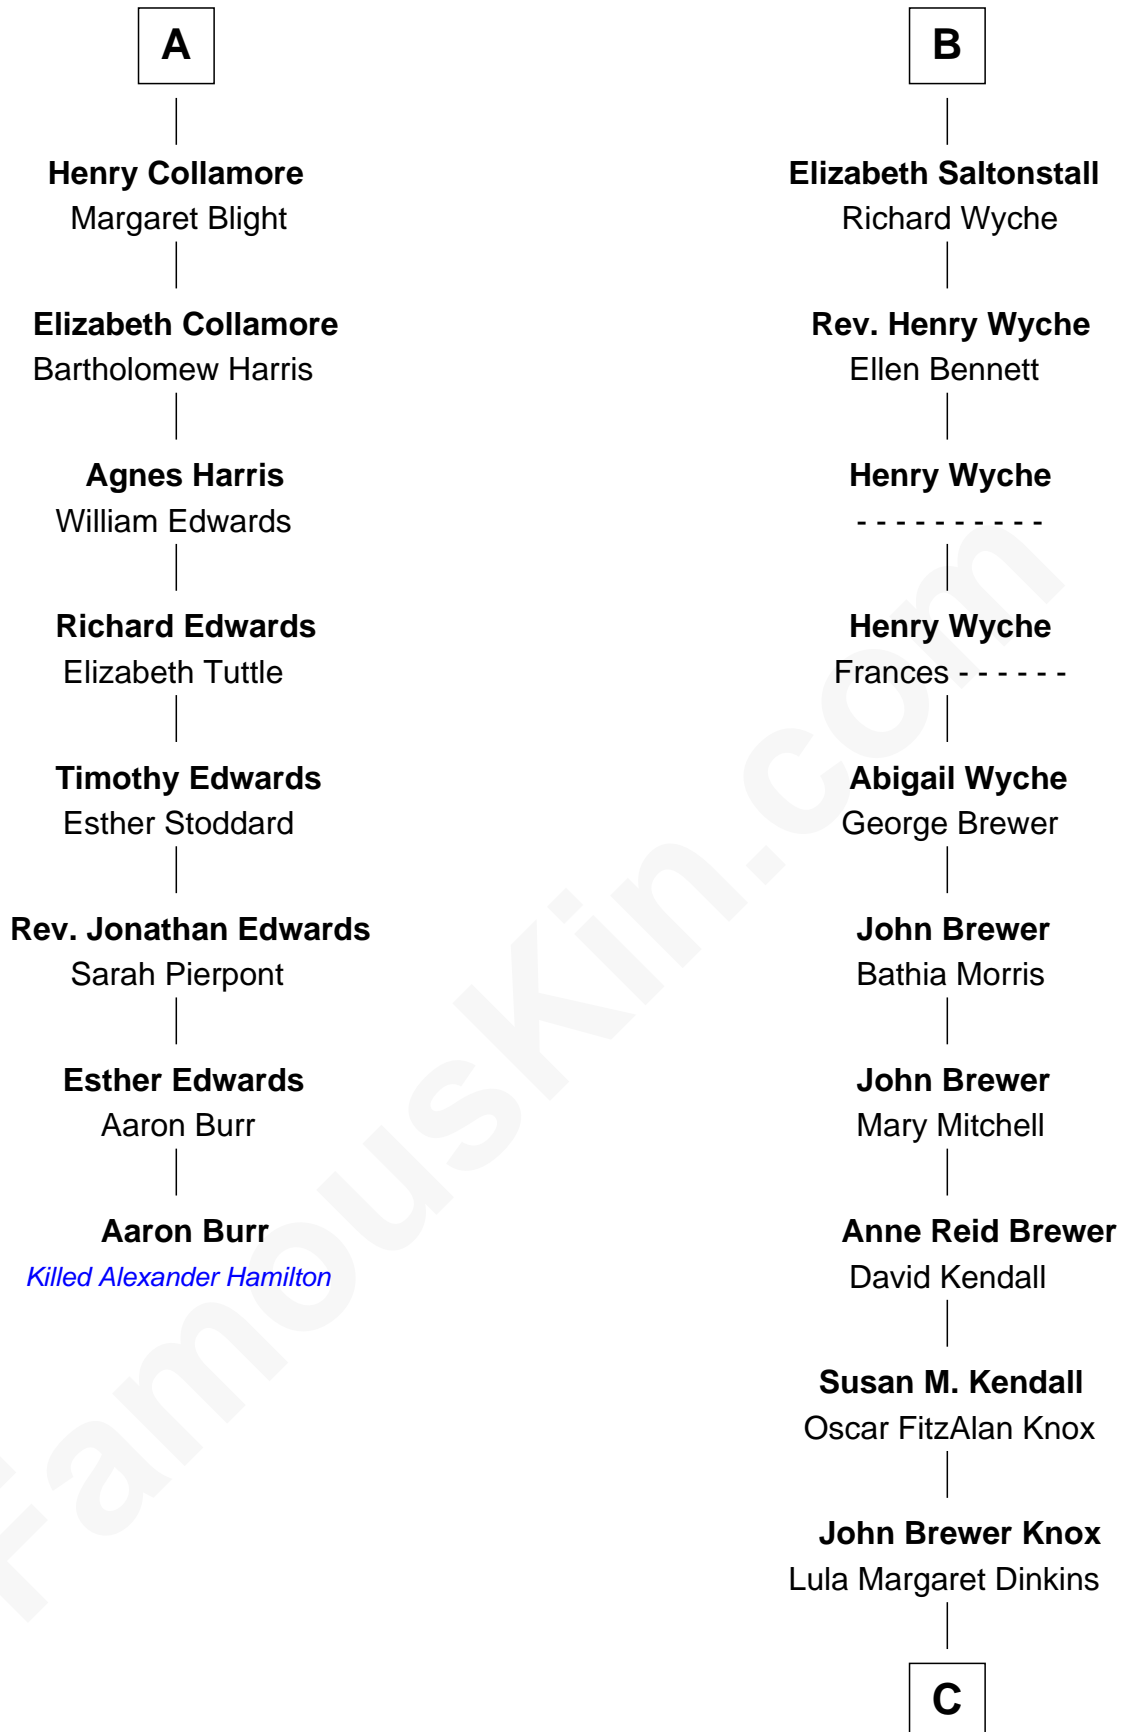 A
Henry Collamore
Margaret Blight
Elizabeth Collamore
Bartholomew Harris
Agnes Harris
William Edwards
Richard Edwards
Elizabeth Tuttle
Timothy Edwards
Esther Stoddard
Rev. Jonathan Edwards
Sarah Pierpont
Esther Edwards
Aaron Burr
Aaron Burr
Killed Alexander Hamilton
B
Elizabeth Saltonstall
Richard Wyche
Rev. Henry Wyche
Ellen Bennett
Henry Wyche
- - - - - - - - - -
Henry Wyche
Frances - - - - - -
Abigail Wyche
George Brewer
John Brewer
Bathia Morris
John Brewer
Mary Mitchell
Anne Reid Brewer
David Kendall
Susan M. Kendall
Oscar FitzAlan Knox
John Brewer Knox
Lula Margaret Dinkins
C
FamousKin.com